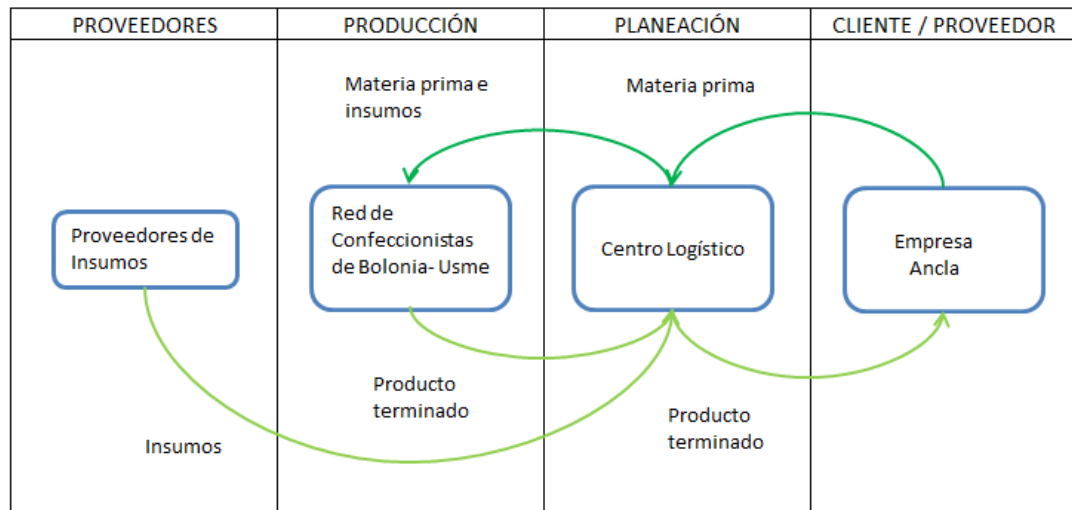 PROVEEDORES
PRODUCCIÓN
PLANEACIÓN
CLIENTE / PROVEEDOR
Materia prima e
insumos
Materia prima
Proveedores de
Insumos
Red de
Confeccionistas
de Bolonia- Usme
Centro Logístico
Empresa
Ancla
Producto
terminado
Producto
terminado
Insumos